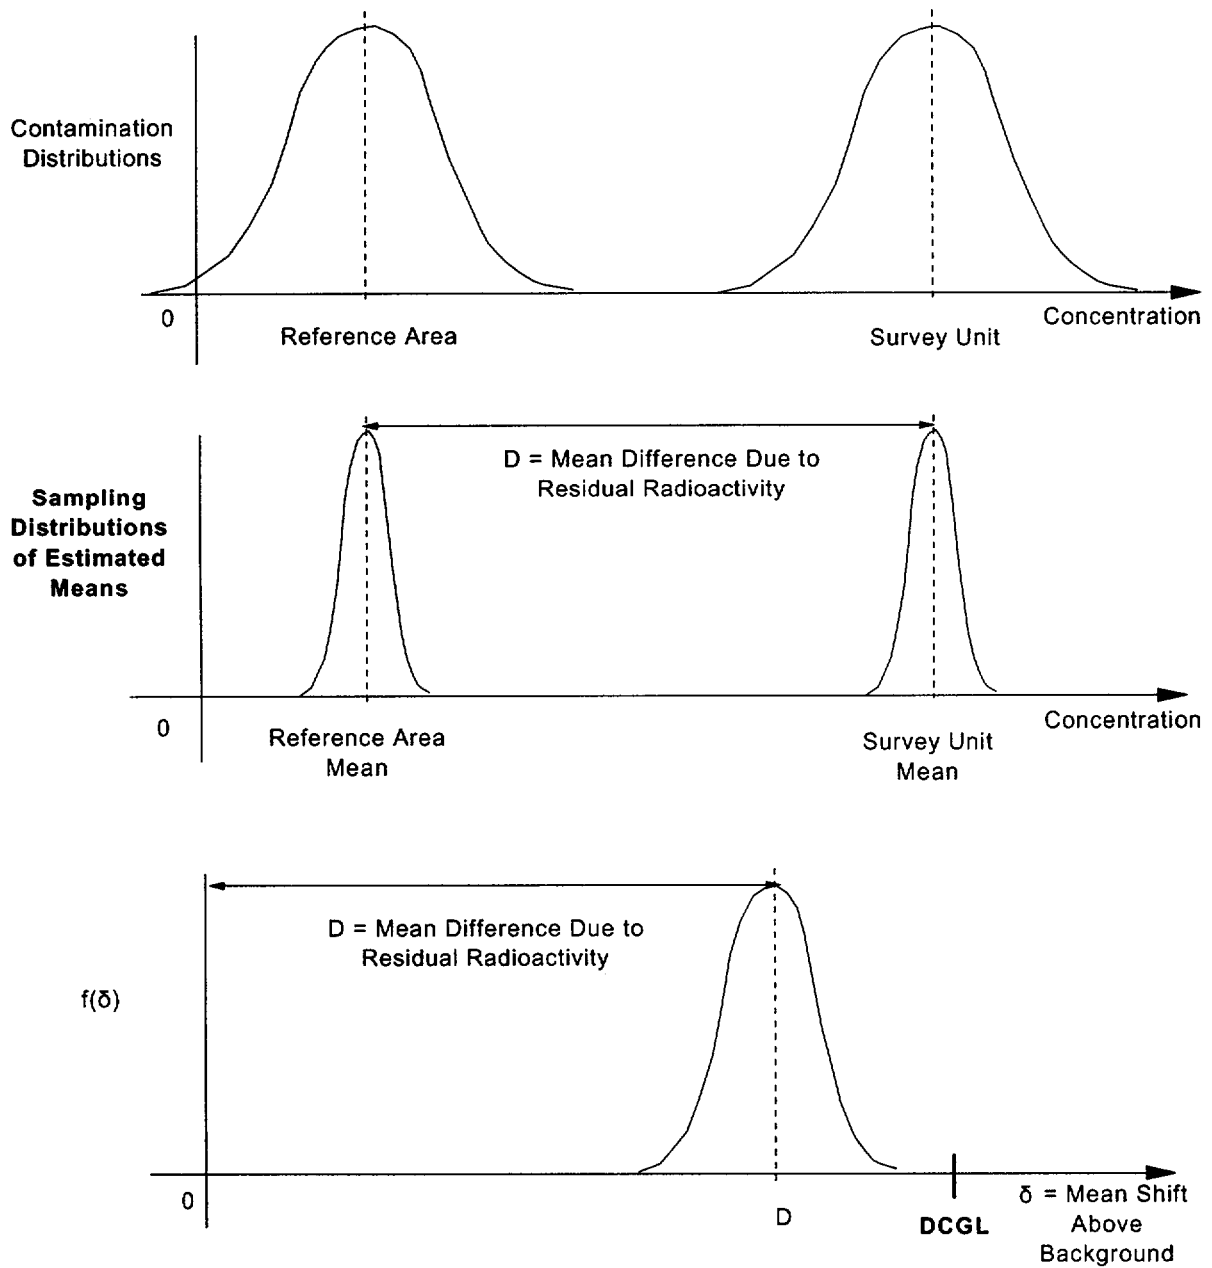 Contamination
Distributions
0
Reference Area
Survey Unit
Concentration
D = Mean Difference Due to
Residual Radioactivity
Sampling
Distributions
of Estimated
Means
0
Reference Area
Mean
Survey Unit
Mean
Concentration
D = Mean Difference Due to
Residual Radioactivity
f(δ)
0
D
DCGL
δ = Mean Shift
Above
Background